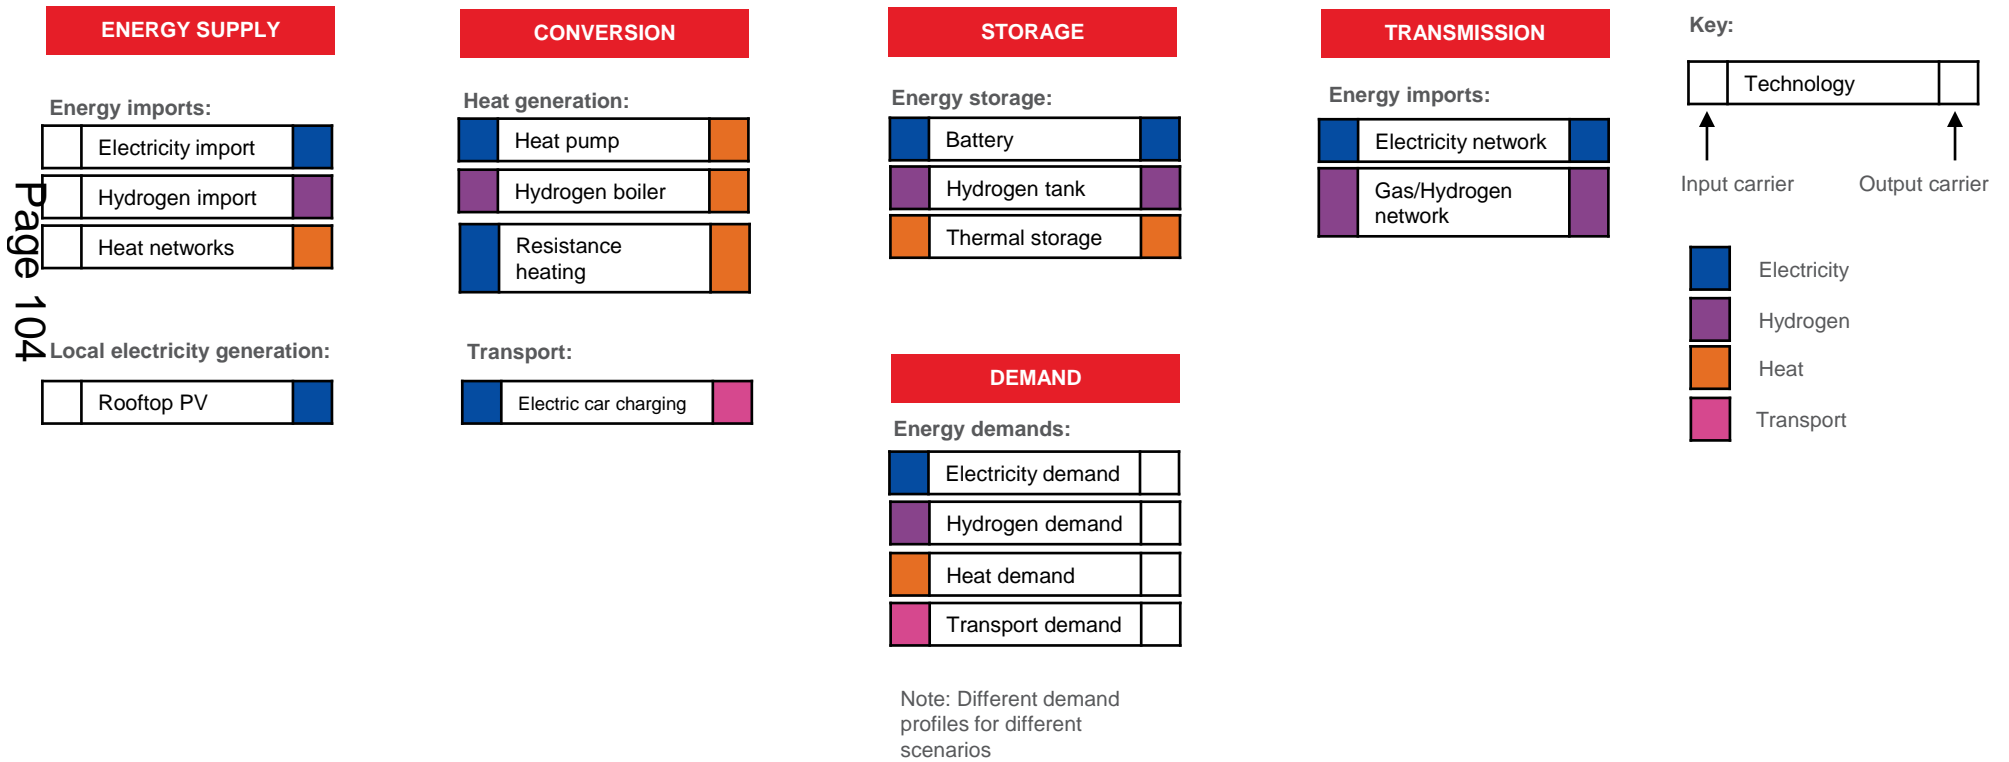 ENERGY SUPPLY
Energy imports:
Electricity import
Hydrogen import
Heat networks
Local electricity generation:
Rooftop PV
Page 104
CONVERSION
Heat generation:
Heat pump
Hydrogen boiler
Resistance
heating
Transport:
Electric car charging
STORAGE
Energy storage:
Battery
Hydrogen tank
Thermal storage
DEMAND
Energy demands:
Electricity demand
Hydrogen demand
Heat demand
Transport demand
Note: Different demand
profiles for different
scenarios
TRANSMISSION
Energy imports:
Electricity network
Gas/Hydrogen
network
Key:
Technology
Input carrier
Output carrier
Electricity
Hydrogen
Heat
Transport